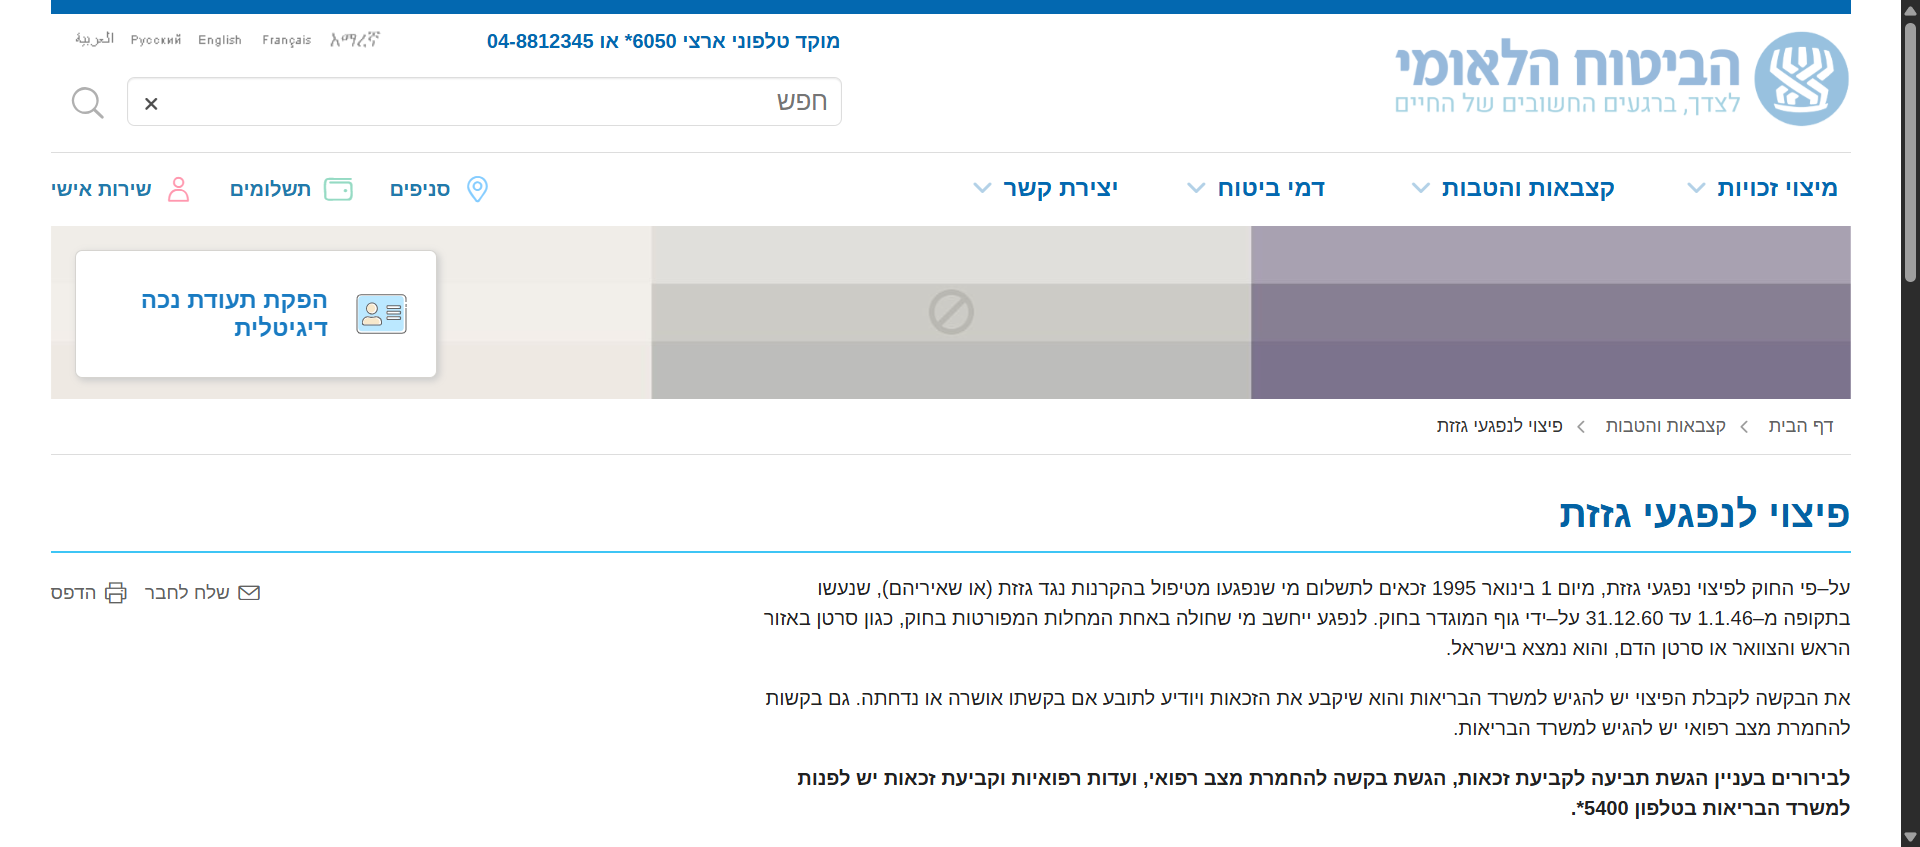 הביטוח הלאומי
לצדך, ברגעים החשובים של החיים
מוקד טלפוני ארצי 6050* או 04-8812345
አማረኛ
Français
English
Русский
العربية
חפש
מיצוי זכויות
קצבאות והטבות
דמי ביטוח
יצירת קשר
סניפים
תשלומים
שירות אישי
הפקת תעודת נכה
דיגיטלית
דף הבית
קצבאות והטבות
פיצוי לנפגעי גזזת
פיצוי לנפגעי גזזת
שלח לחבר
הדפס
על–פי החוק לפיצוי נפגעי גזזת, מיום 1 בינואר 1995 זכאים לתשלום מי שנפגעו מטיפול בהקרנות נגד גזזת (או שאיריהם), שנעשו
בתקופה מ–1.1.46 עד 31.12.60 על–ידי גוף המוגדר בחוק. לנפגע ייחשב מי שחולה באחת המחלות המפורטות בחוק, כגון סרטן באזור
הראש והצוואר או סרטן הדם, והוא נמצא בישראל.
את הבקשה לקבלת הפיצוי יש להגיש למשרד הבריאות והוא שיקבע את הזכאות ויודיע לתובע אם בקשתו אושרה או נדחתה. גם בקשות
להחמרת מצב רפואי יש להגיש למשרד הבריאות.
לבירורים בעניין הגשת תביעה לקביעת זכאות, הגשת בקשה להחמרת מצב רפואי, ועדות רפואיות וקביעת זכאות יש לפנות
למשרד הבריאות בטלפון 5400*.